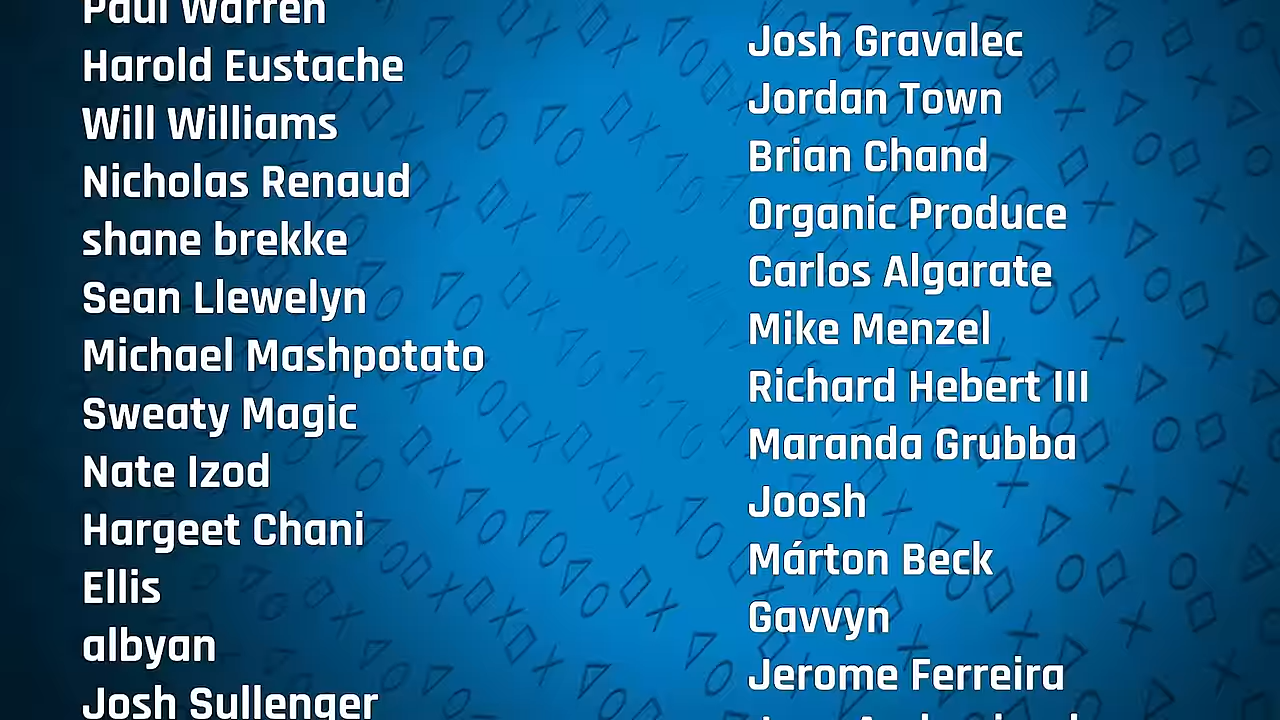 Paul Warren
Harold Eustache
Will Williams
Nicholas Renaud
shane brekke
Sean Llewelyn
Michael Mashpotato
Sweaty Magic
Nate Izod
Hargeet Chani
Ellis
albyan
Josh Sullenger
Josh Gravalec
Jordan Town
Brian Chand
Organic Produce
Carlos Algarate
Mike Menzel
Richard Hebert III
Maranda Grubba
Joosh
Márton Beck
Gavvyn
Jerome Ferreira